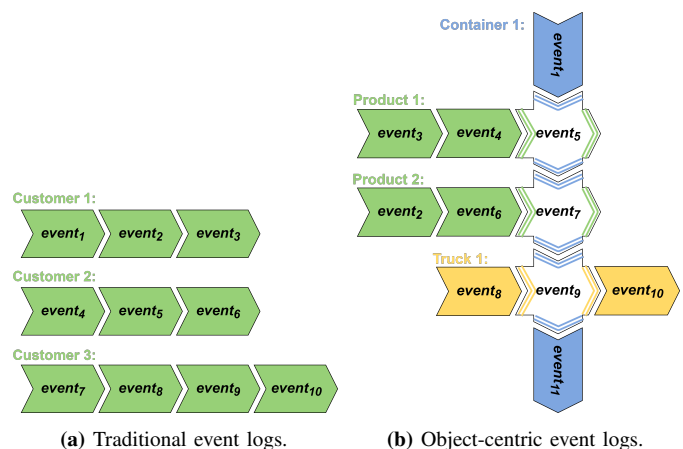 Customer 1:
event1 event2 event3
Customer 2:
event4 event5 event6
Customer 3:
event7 event8 event9 event10
(a) Traditional event logs.
Container 1:
event1
Product 1:
event3 event4 event5
Product 2:
event2 event6 event7
Truck 1:
event8 event9 event10
event11
(b) Object-centric event logs.